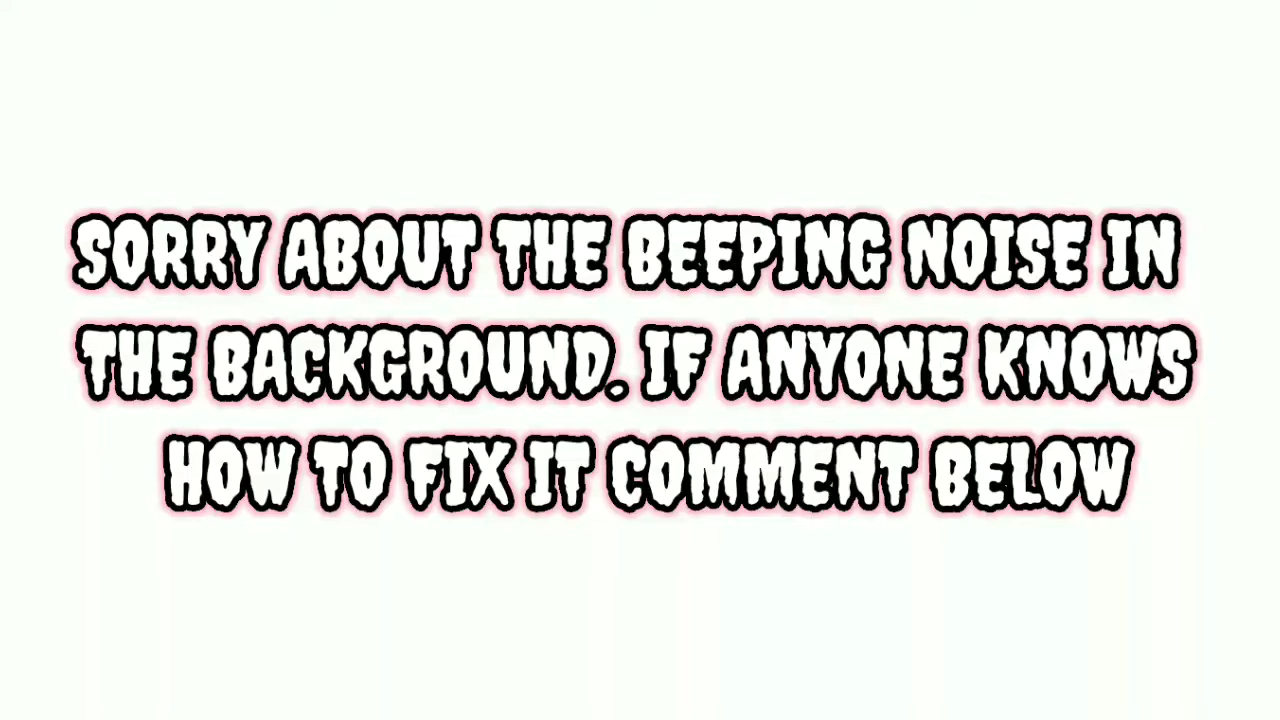 SORRY ABOUT THE BEEPING NOISE IN
THE BACKGROUND. IF ANYONE KNOWS
HOW TO FIX IT COMMENT BELOW